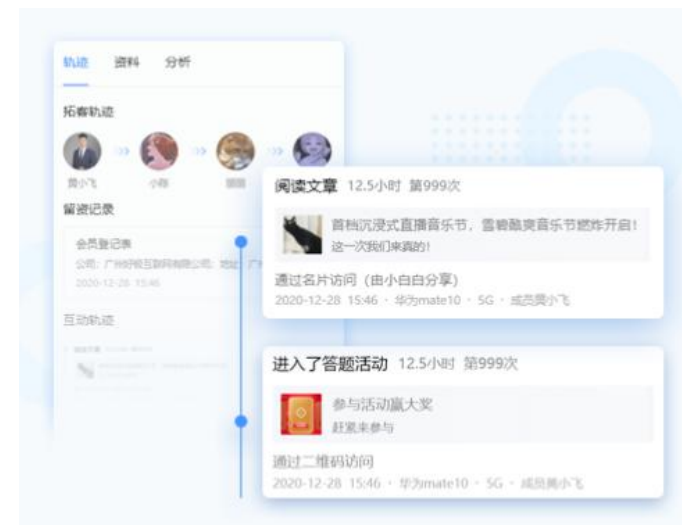 轨迹 资料 分析
拓客轨迹
黄小飞 小陈
留资记录
会员登记表
2020-12-28 15:46
互动轨迹
阅读文章 12.5小时 第999次
首档沉浸式直播音乐节，雪碧酷爽音乐节燃炸开启！
这一次我们来真的！
通过名片访问（由小白白分享）
2020-12-28 15:46 · 华为mate10 · 5G · 成员黄小飞
进入了答题活动 12.5小时 第999次
参与活动赢大奖
赶紧来参与
通过二维码访问
2020-12-28 15:46 · 华为mate10 · 5G · 成员黄小飞